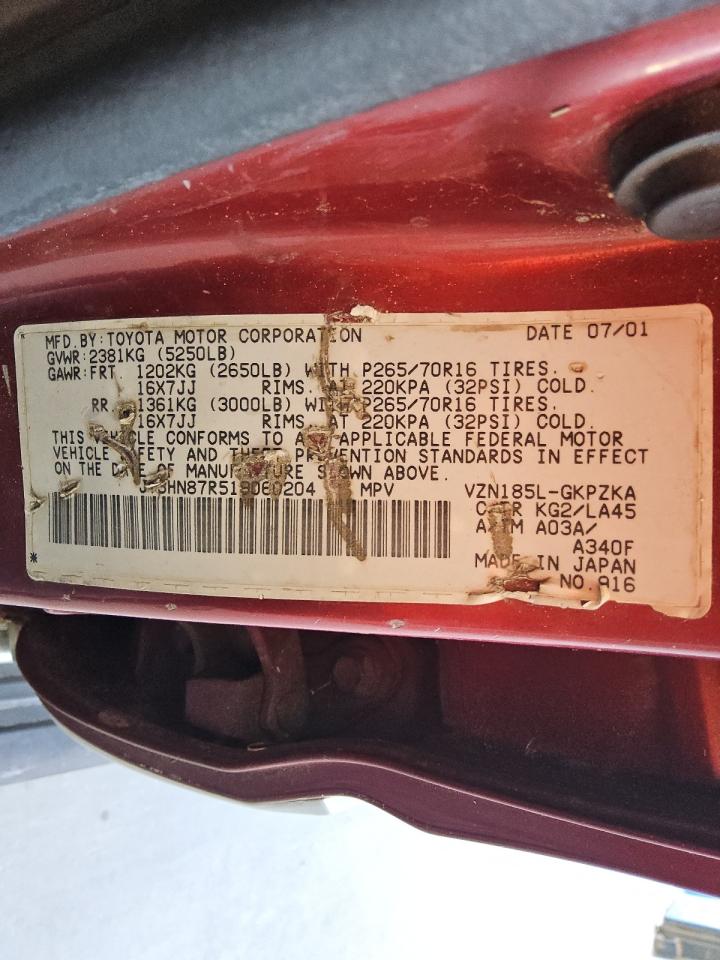 MFD.BY:TOYOTA MOTOR CORPORATION DATE 07/01
GVWR:2381KG (5250LB)
GAWR:FRT. 1202KG (2650LB) WITH P265/70R16 TIRES.
16X7JJ RIMS. AT 220KPA (32PSI) COLD.
RR. 1361KG (3000LB) WITH P265/70R16 TIRES.
16X7JJ RIMS. AT 220KPA (32PSI) COLD.
THIS VEHICLE CONFORMS TO ALL APPLICABLE FEDERAL MOTOR
VEHICLE SAFETY AND THEFT PREVENTION STANDARDS IN EFFECT
ON THE DATE OF MANUFACTURE SHOWN ABOVE.
MPV VZN185L-GKPZKA
C/TR KG2/LA45
A/TM A03A/
A340F
MADE IN JAPAN
*
NO.